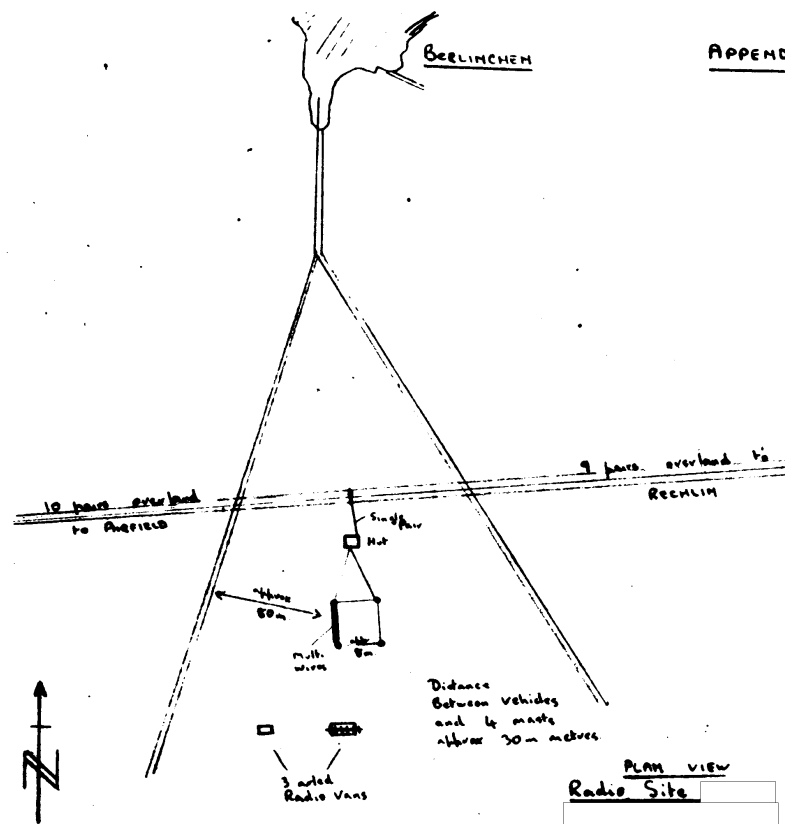 BERLINCHEN
APPEND
9 pairs overland to
RECHLIN
10 pairs overland
to AIRFIELD
Single
Pair
Hut
Approx
80m
Multi
wires
8m
Distance
Between vehicles
and 4 masts
approx 30m metres.
3 axled
Radio Vans
N
PLAN VIEW
Radio Site